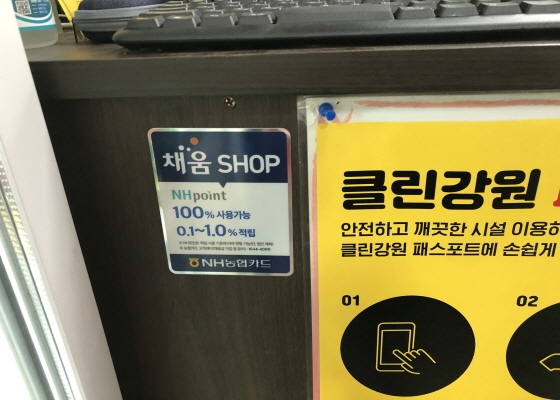 채움 SHOP
NHpoint
100% 사용가능
0.1~1.0% 적립
NH농협카드
클린강원
안전하고 깨끗한 시설 이용하
클린강원 패스포트에 손쉽게
01
02